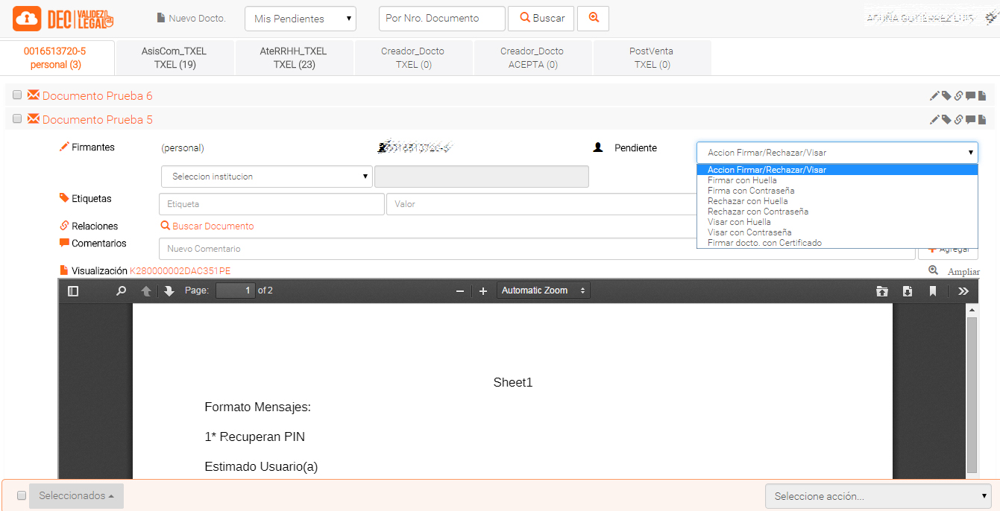 DEC VALIDEZ LEGAL
Nuevo Docto. Mis Pendientes Por Nro. Documento Buscar
0016513720-5 personal (3)
AsisCom_TXEL TXEL (19)
AteRRHH_TXEL TXEL (23)
Creador_Docto TXEL (0)
Creador_Docto ACEPTA (0)
PostVenta TXEL (0)
Documento Prueba 6
Documento Prueba 5
Firmantes (personal) Pendiente Accion Firmar/Rechazar/Visar
Accion Firmar/Rechazar/Visar
Firmar con Huella
Firma con Contraseña
Rechazar con Huella
Rechazar con Contraseña
Visar con Huella
Visar con Contraseña
Firmar docto. con Certificado
Seleccion institucion
Etiquetas Etiqueta Valor
Relaciones Buscar Documento
Comentarios Nuevo Comentario Agregar
Visualización K280000002DAC351PE Ampliar
Page: 1 of 2 Automatic Zoom
Sheet1
Formato Mensajes:
1* Recuperan PIN
Estimado Usuario(a)
Seleccionados Seleccione acción...